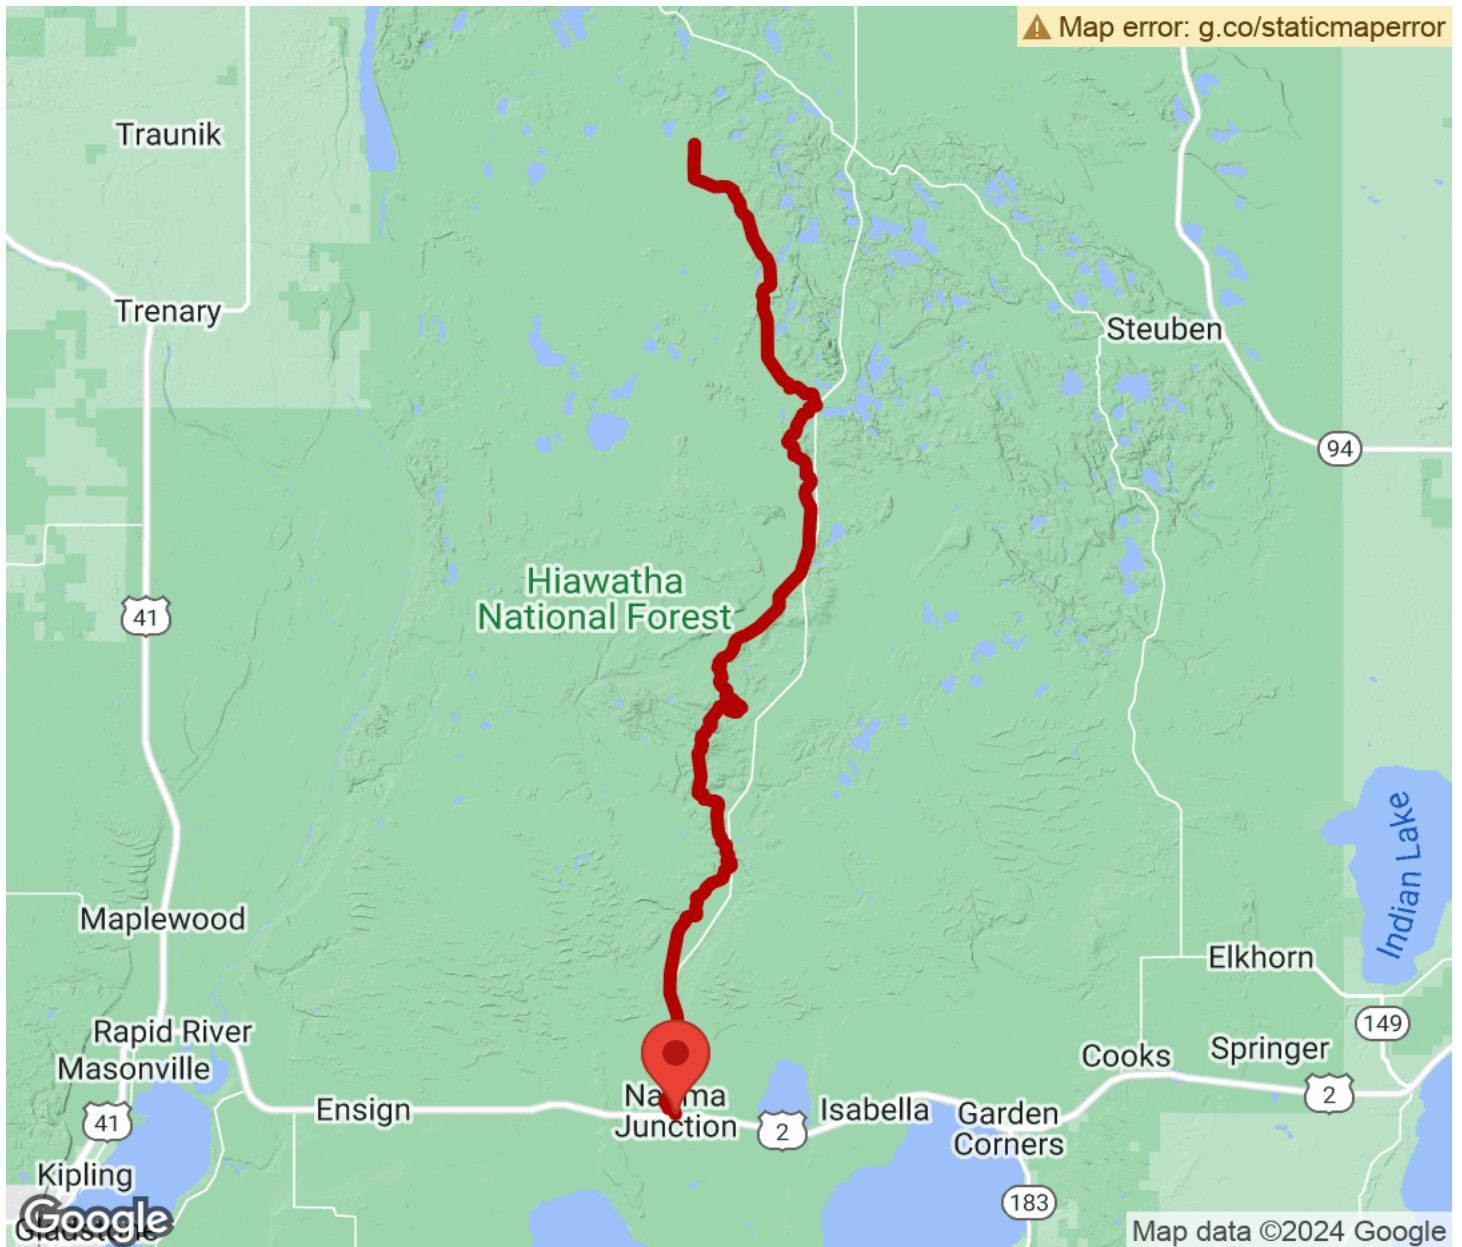 Map error: g.co/staticmaperror
Traunik
Trenary
Steuben
94
Hiawatha
National Forest
41
Indian Lake
Maplewood
Elkhorn
149
Rapid River
Masonville
Cooks
Springer
2
Ensign
Junction
Isabella
Garden
Corners
41
2
Kipling
183
Google
Map data ©2024 Google